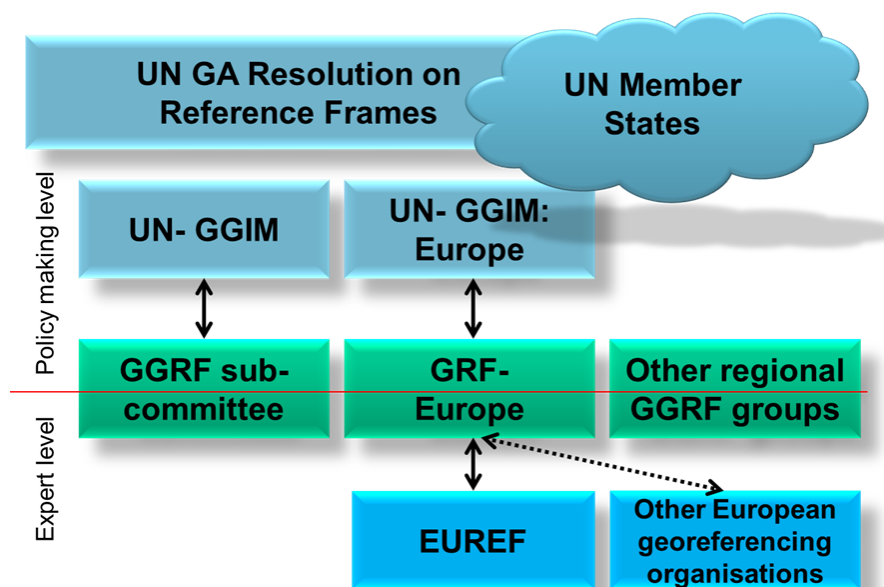 UN GA Resolution on
Reference Frames
UN Member
States
Policy making level
UN- GGIM
UN- GGIM:
Europe
GGRF sub-
committee
GRF-
Europe
Other regional
GGRF groups
Expert level
EUREF
Other European
georeferencing
organisations